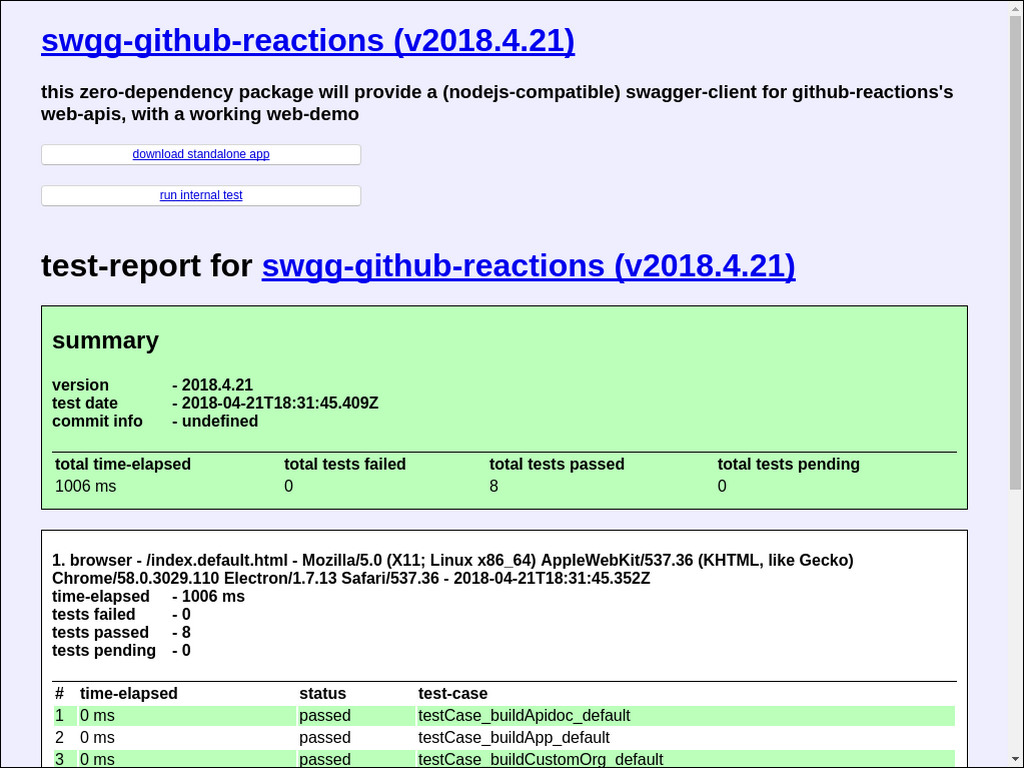 swgg-github-reactions (v2018.4.21)
this zero-dependency package will provide a (nodejs-compatible) swagger-client for github-reactions's
web-apis, with a working web-demo
download standalone app
run internal test
test-report for swgg-github-reactions (v2018.4.21)
summary
version - 2018.4.21
test date - 2018-04-21T18:31:45.409Z
commit info - undefined
total time-elapsed total tests failed total tests passed total tests pending
1006 ms 0 8 0
1. browser - /index.default.html - Mozilla/5.0 (X11; Linux x86_64) AppleWebKit/537.36 (KHTML, like Gecko)
Chrome/58.0.3029.110 Electron/1.7.13 Safari/537.36 - 2018-04-21T18:31:45.352Z
time-elapsed - 1006 ms
tests failed - 0
tests passed - 8
tests pending - 0
# time-elapsed status test-case
1 0 ms passed testCase_buildApidoc_default
2 0 ms passed testCase_buildApp_default
3 0 ms passed testCase_buildCustomOrg_default